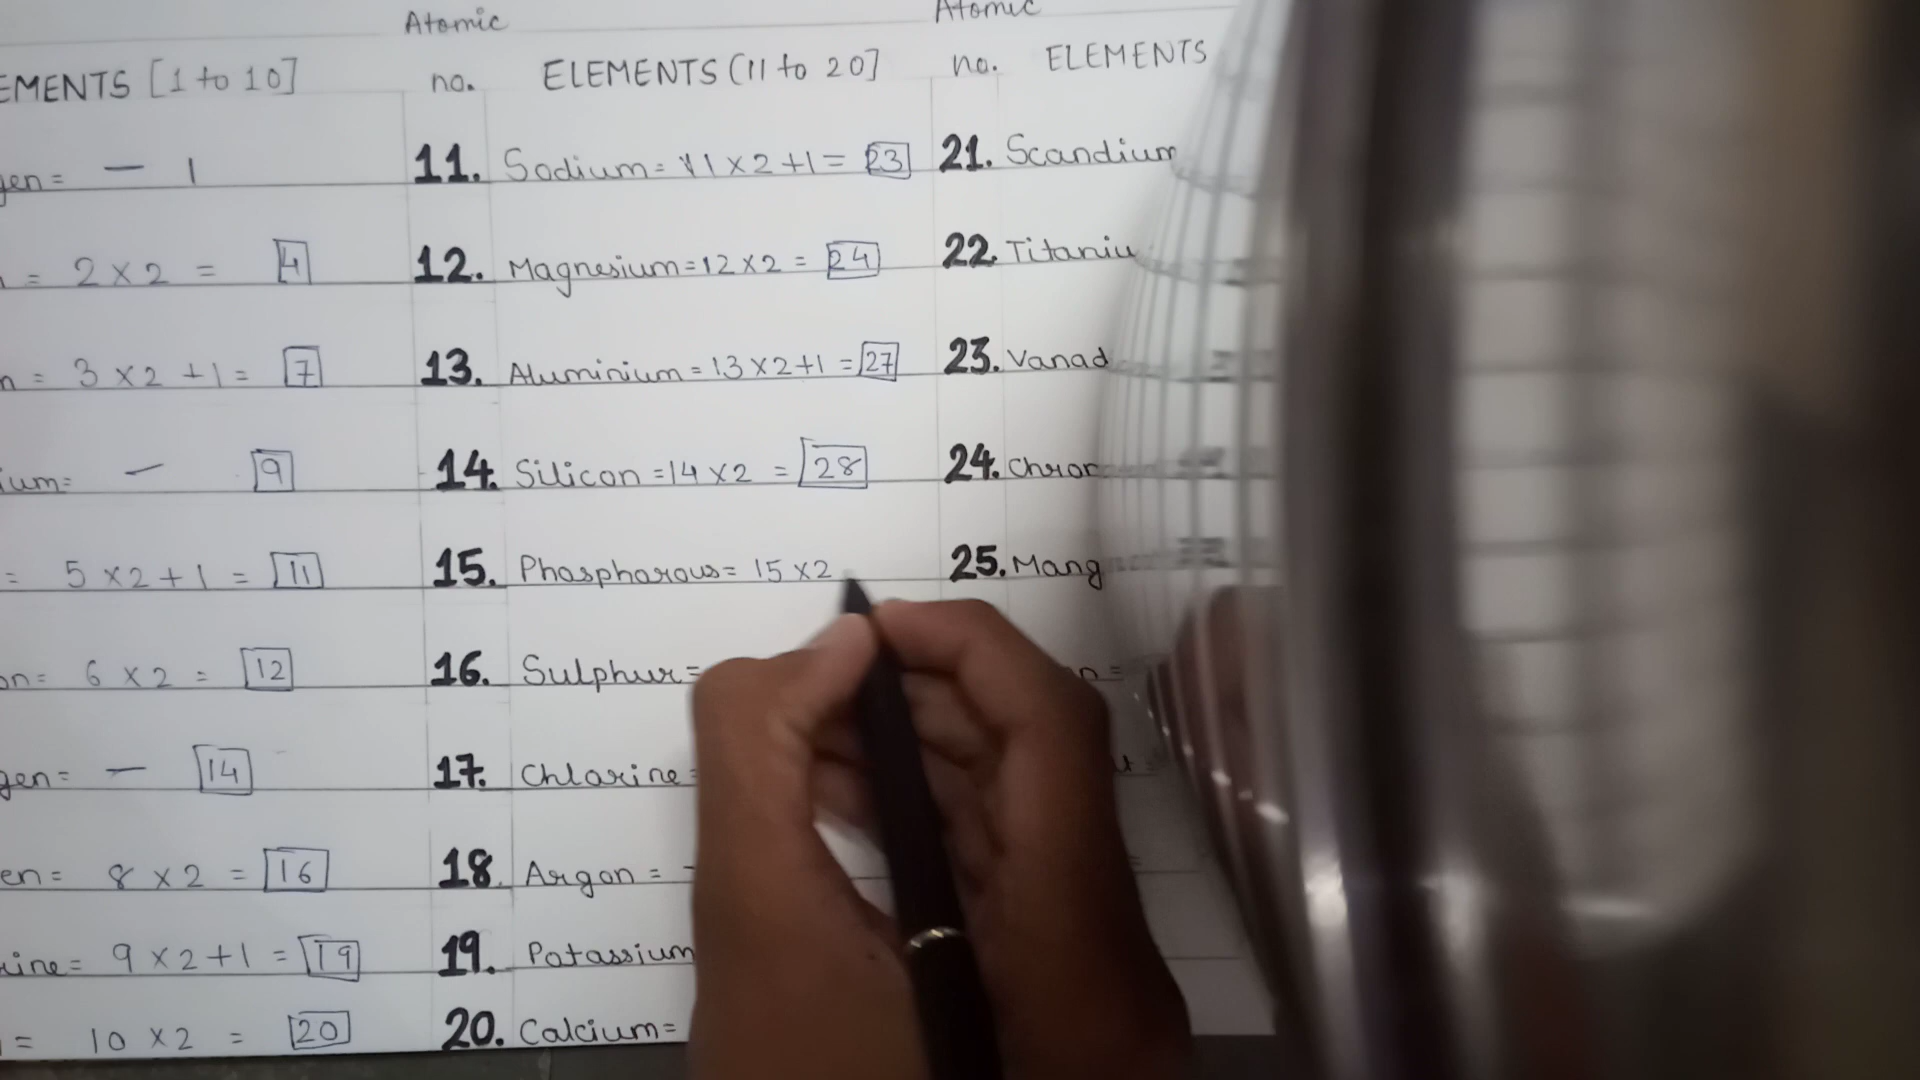 Atomic Atomic
EMENTS [1 to 10] no. ELEMENTS (11 to 20] no. ELEMENTS
gen= — 1 11. Sodium= 11 x 2 +1 = 23 21. Scandium
= 2 x 2 = 4 12. Magnesium=12 x 2 = 24 22. Titaniu
n = 3 x 2 +1= 7 13. Aluminium=13 x 2+1 =27 23. Vanad
ium= — 9 14. Silicon =14 x 2 = 28 24. Chrom
= 5 x 2 + 1 = 11 15. Phospharous= 15 x 2 25. Mang
on= 6 x 2 = 12 16. Sulphur= n =
gen= — 14 17. Chlorine=
en= 8 x 2 = 16 18. Argon = -
rine= 9 x 2+1 = 19 19. Potassium
= 10 x 2 = 20 20. Calcium=